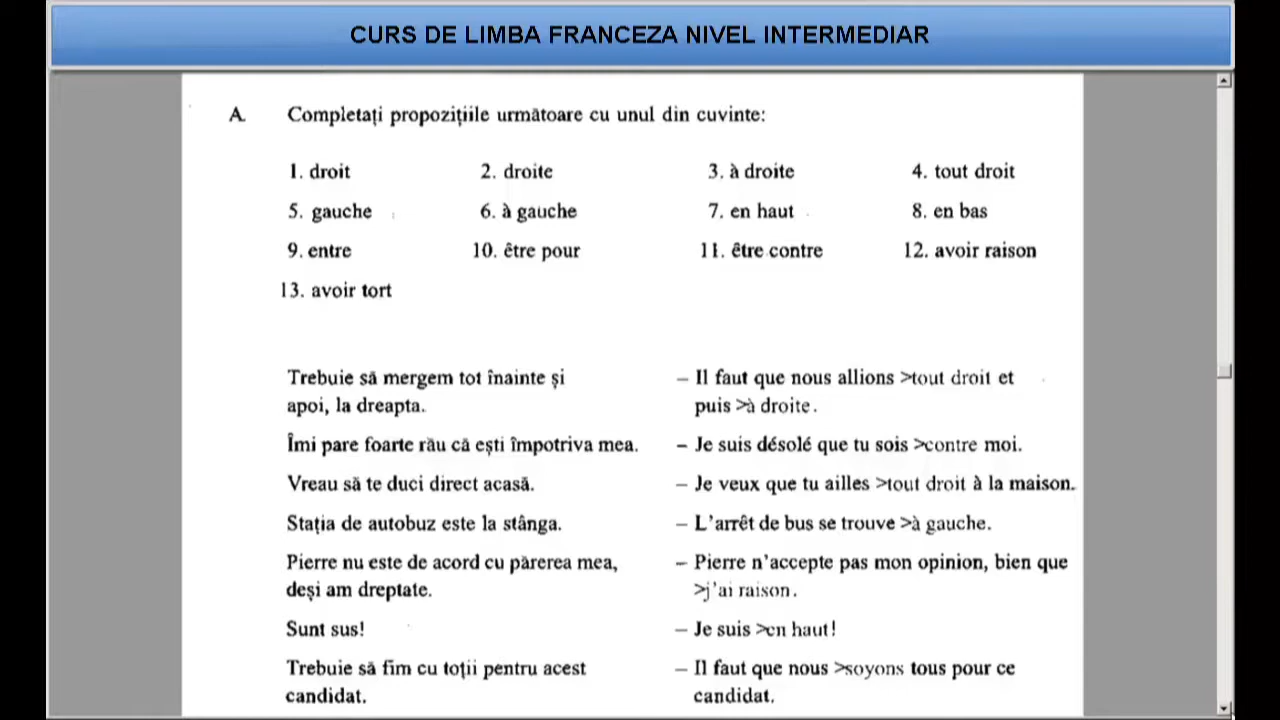 CURS DE LIMBA FRANCEZA NIVEL INTERMEDIAR
A. Completați propozițiile următoare cu unul din cuvinte:
1. droit 2. droite 3. à droite 4. tout droit
5. gauche 6. à gauche 7. en haut 8. en bas
9. entre 10. être pour 11. être contre 12. avoir raison
13. avoir tort
Trebuie să mergem tot înainte și – Il faut que nous allions >tout droit et
apoi, la dreapta. puis >à droite.
Îmi pare foarte rău că ești împotriva mea. – Je suis désolé que tu sois >contre moi.
Vreau să te duci direct acasă. – Je veux que tu ailles >tout droit à la maison.
Stația de autobuz este la stânga. – L'arrêt de bus se trouve >à gauche.
Pierre nu este de acord cu părerea mea, – Pierre n'accepte pas mon opinion, bien que
deși am dreptate. >j'ai raison.
Sunt sus! – Je suis >en haut!
Trebuie să fim cu toții pentru acest – Il faut que nous >soyons tous pour ce
candidat. candidat.